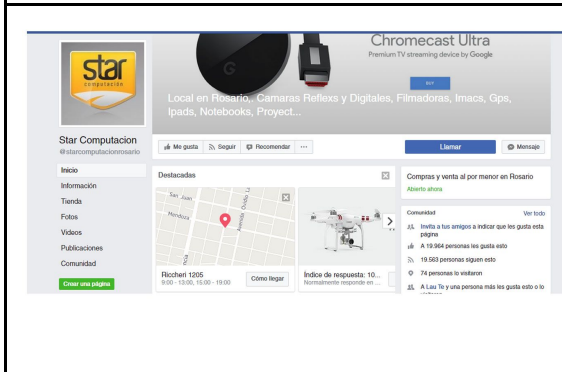 Chromecast Ultra
Premium TV streaming device by Google
BUY
star
computación
G
Local en Rosario,. Camaras Reflexs y Digitales, Filmadoras, Imacs, Gps,
Ipads, Notebooks, Proyect...
Star Computacion
@starcomputacionrosario
Me gusta Seguir Recomendar ...
Llamar Mensaje
Inicio
Información
Tienda
Fotos
Videos
Publicaciones
Comunidad
Crear una página
Destacadas
San Juan
Mendoza
Avenida Ovidio La
Riccheri 1205
9:00 - 13:00, 15:00 - 19:00
Cómo llegar
Índice de respuesta: 10...
Normalmente responde en ...
Compras y venta al por menor en Rosario
Abierto ahora
Comunidad Ver todo
Invita a tus amigos a indicar que les gusta esta
página
A 19.964 personas les gusta esto
19.563 personas siguen esto
74 personas lo visitaron
A Lau Te y una persona más les gusta esto o lo